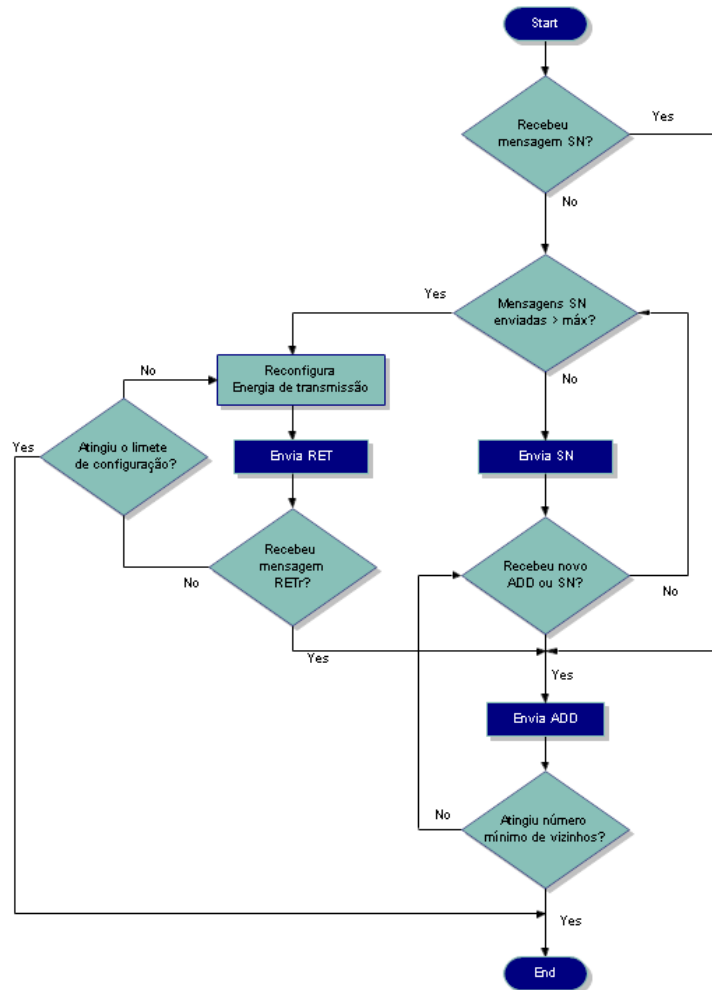 Start
Recebeu
mensagem SN?
Yes
No
Mensagens SN
enviadas > máx?
Yes
No
Reconfigura
Energia de transmissão
No
Atingiu o limete
de configuração?
Yes
Envia RET
Envia SN
Recebeu
mensagem
RETr?
No
Yes
Recebeu novo
ADD ou SN?
No
Yes
Envia ADD
Atingiu número
mínimo de vizinhos?
No
Yes
End